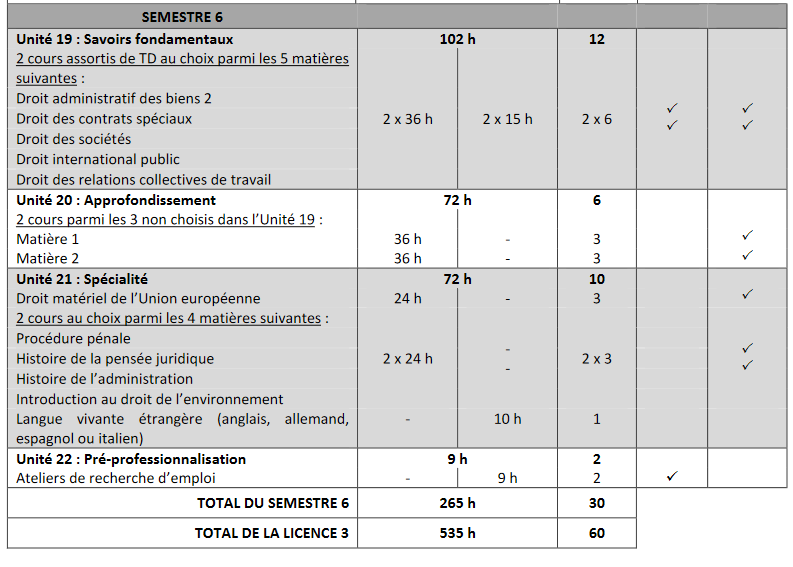 SEMESTRE 6
Unité 19 : Savoirs fondamentaux 102 h 12
2 cours assortis de TD au choix parmi les 5 matières
suivantes :
Droit administratif des biens 2
Droit des contrats spéciaux 2 x 36 h 2 x 15 h 2 x 6 ✓ ✓
✓ ✓
Droit des sociétés
Droit international public
Droit des relations collectives de travail
Unité 20 : Approfondissement 72 h 6
2 cours parmi les 3 non choisis dans l'Unité 19 :
Matière 1 36 h - 3 ✓
Matière 2 36 h - 3 ✓
Unité 21 : Spécialité 72 h 10
Droit matériel de l'Union européenne 24 h - 3 ✓
2 cours au choix parmi les 4 matières suivantes :
Procédure pénale
- ✓
Histoire de la pensée juridique 2 x 24 h 2 x 3
- ✓
Histoire de l'administration
Introduction au droit de l'environnement
Langue vivante étrangère (anglais, allemand, - 10 h 1
espagnol ou italien)
Unité 22 : Pré-professionnalisation 9 h 2
Ateliers de recherche d'emploi - 9 h 2 ✓
TOTAL DU SEMESTRE 6 265 h 30
TOTAL DE LA LICENCE 3 535 h 60